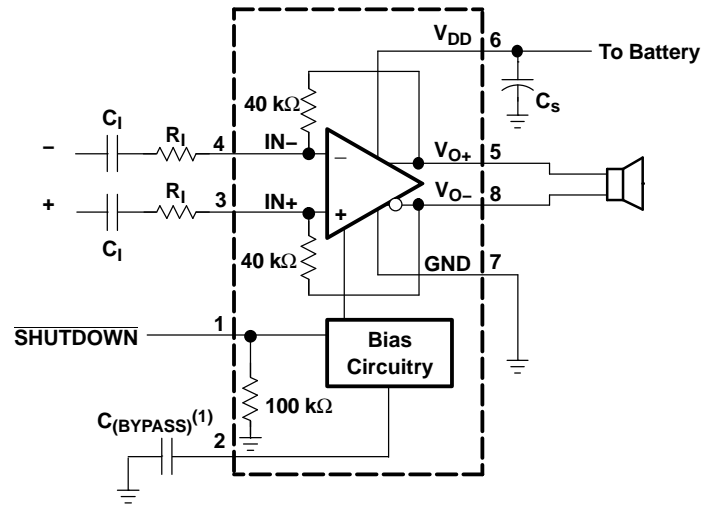 V_DD 6
To Battery
C_S
40 kΩ
C_I
R_I
4
IN−
−
−
V_O+ 5
V_O− 8
R_I
3
IN+
+
+
C_I
40 kΩ
GND 7
SHUTDOWN
1
Bias
Circuitry
100 kΩ
C_(BYPASS)^(1)
2